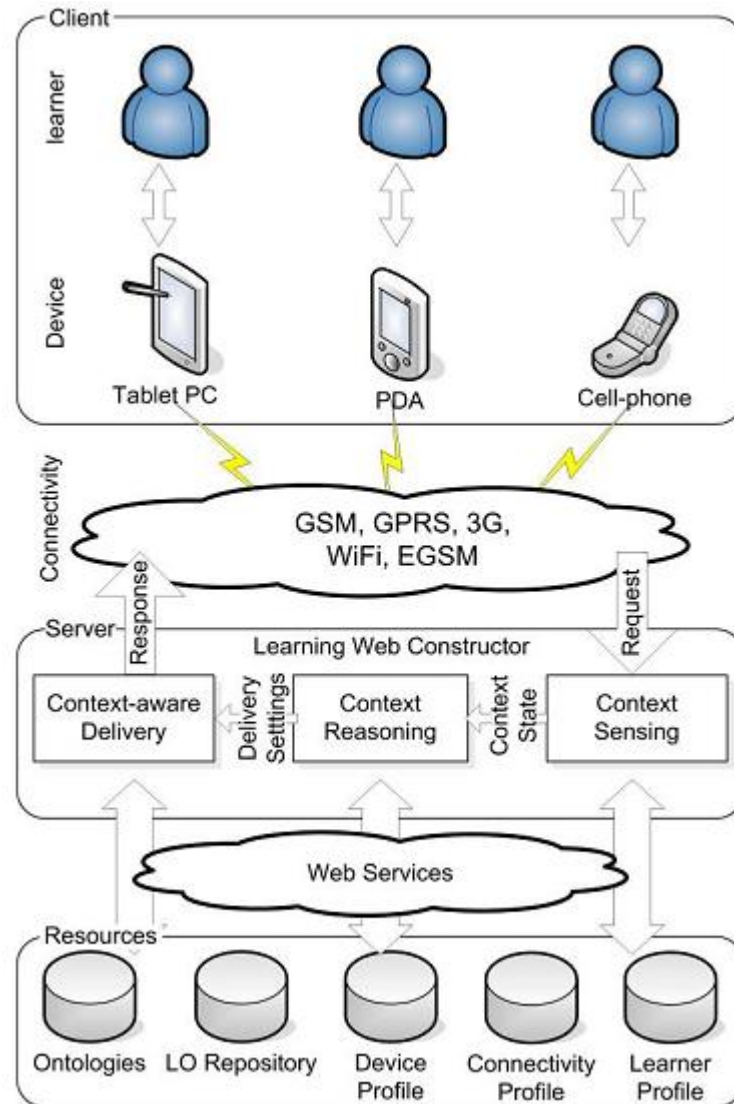 Client
learner
Device
Tablet PC
PDA
Cell-phone
Connectivity
GSM, GPRS, 3G,
WiFi, EGSM
Response
Request
Server
Learning Web Constructor
Context-aware
Delivery
Delivery
Setttings
Context
Reasoning
Context
State
Context
Sensing
Web Services
Resources
Ontologies
LO Repository
Device
Profile
Connectivity
Profile
Learner
Profile